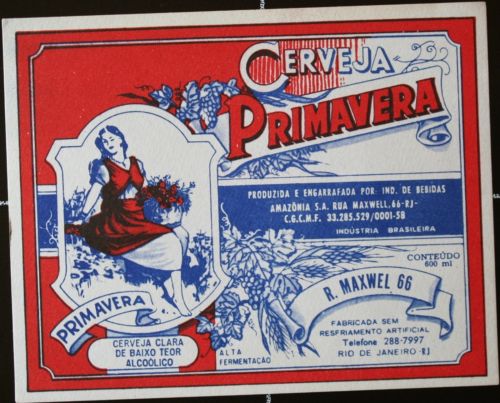 CERVEJA
PRIMAVERA
PRODUZIDA E ENGARRAFADA POR: IND. DE BEBIDAS
AMAZÔNIA S.A. RUA MAXWELL, 66-RJ-
C.G.C.M.F. 33.285.529/0001-58
INDÚSTRIA BRASILEIRA
CONTEÚDO
600 ml
R. MAXWEL 66
FABRICADA SEM
RESFRIAMENTO ARTIFICIAL
Telefone 288-7997
RIO DE JANEIRO-RJ
PRIMAVERA
CERVEJA CLARA
DE BAIXO TEOR
ALCOÓLICO
ALTA
FERMENTAÇÃO